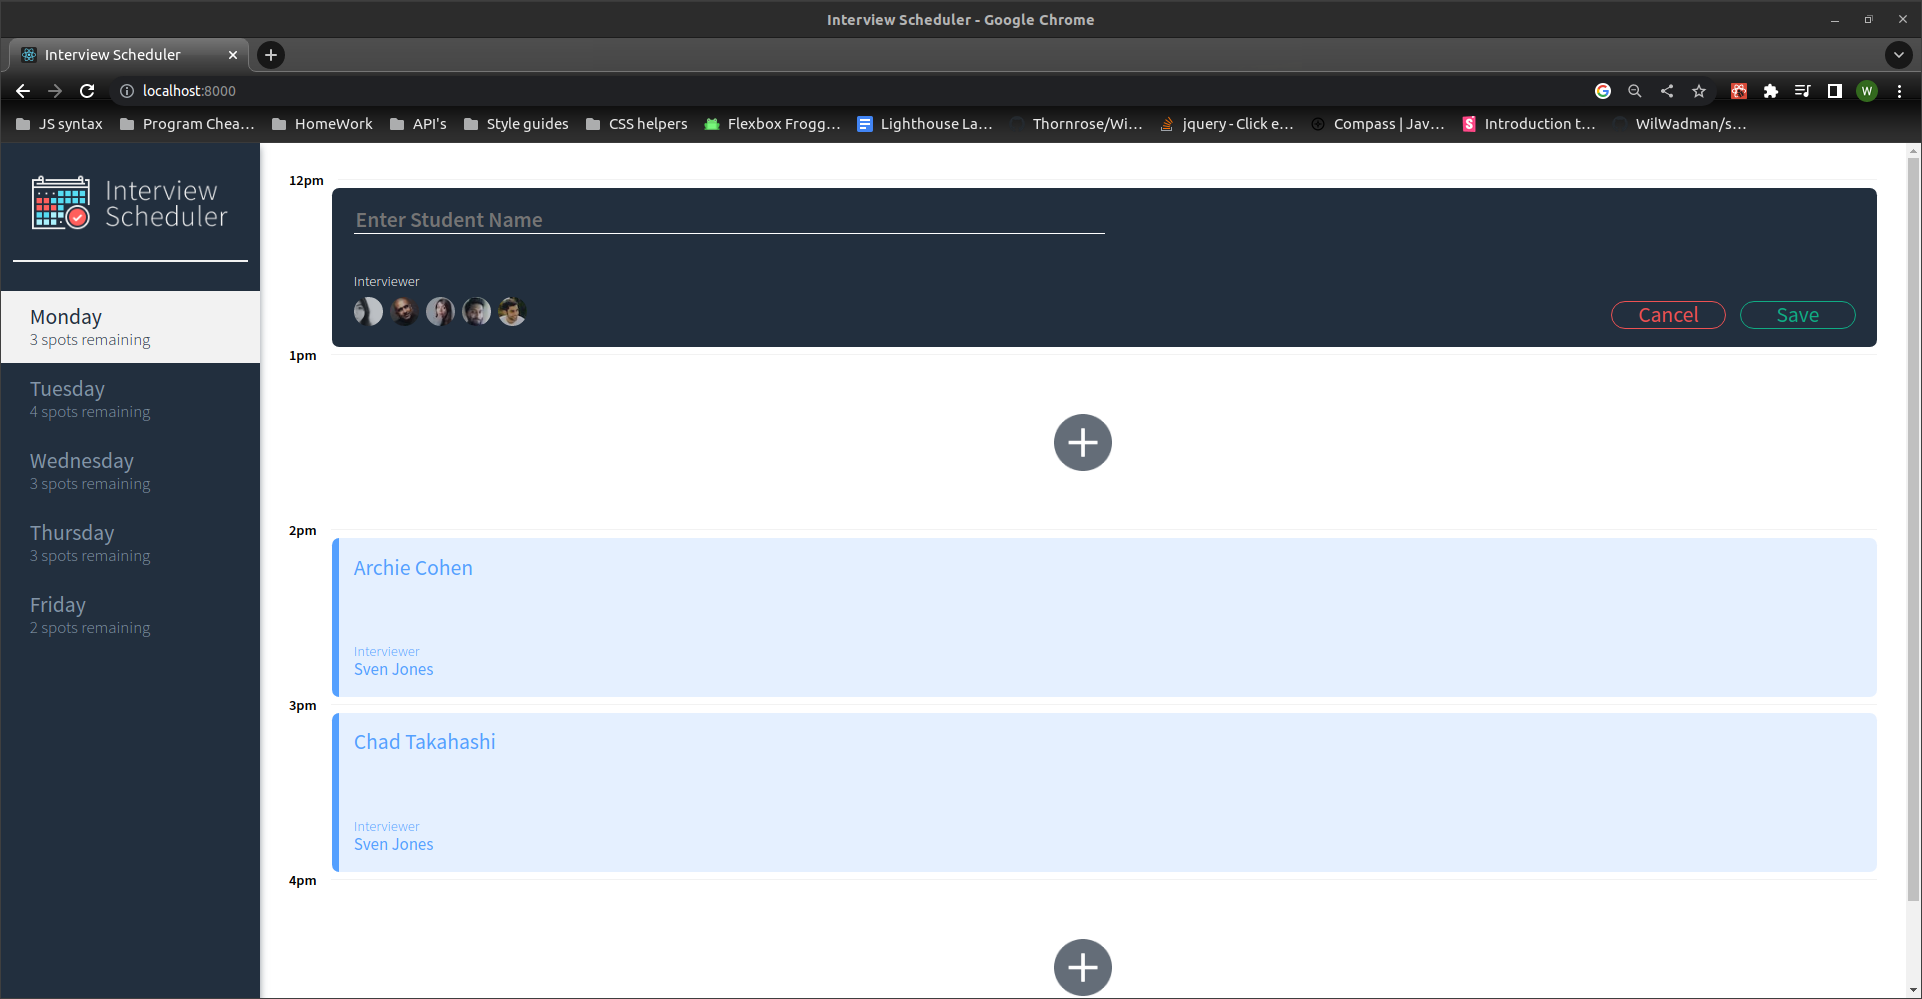 Interview Scheduler - Google Chrome
Interview Scheduler
localhost:8000
W
JS syntax
Program Chea...
HomeWork
API's
Style guides
CSS helpers
Flexbox Frogg...
Lighthouse La...
Thornrose/Wi...
jquery - Click e...
Compass | Jav...
Introduction t...
WilWadman/s...
Interview
Scheduler
Monday
3 spots remaining
Tuesday
4 spots remaining
Wednesday
3 spots remaining
Thursday
3 spots remaining
Friday
2 spots remaining
12pm
Enter Student Name
Interviewer
Cancel
Save
1pm
2pm
Archie Cohen
Interviewer
Sven Jones
3pm
Chad Takahashi
Interviewer
Sven Jones
4pm